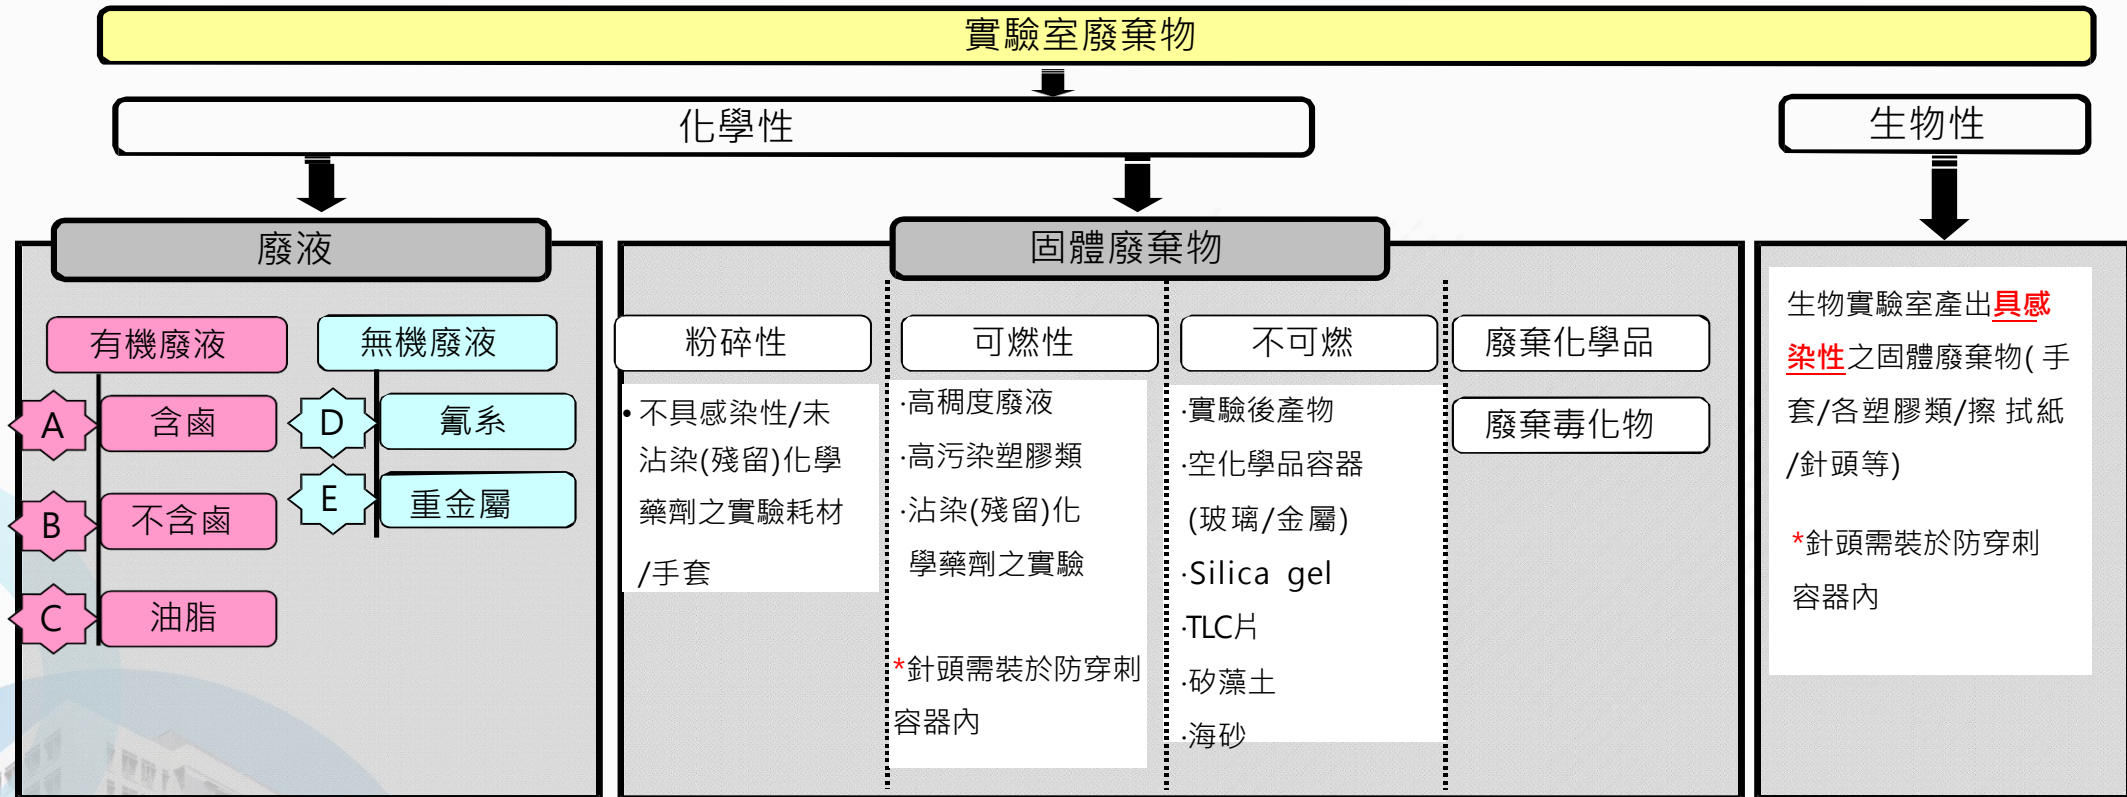 實驗室廢棄物
化學性
生物性
廢液
固體廢棄物
有機廢液
無機廢液
A
含鹵
B
不含鹵
C
油脂
D
氰系
E
重金屬
粉碎性
•不具感染性/未
沾染(殘留)化學
藥劑之實驗耗材
/手套
可燃性
‧高稠度廢液
‧高污染塑膠類
‧沾染(殘留)化
學藥劑之實驗
*針頭需裝於防穿刺
容器內
不可燃
‧實驗後產物
‧空化學品容器
(玻璃/金屬)
‧Silica gel
‧TLC片
‧矽藻土
‧海砂
廢棄化學品
廢棄毒化物
生物實驗室產出具感
染性之固體廢棄物( 手
套/各塑膠類/擦 拭紙
/針頭等)
*針頭需裝於防穿刺
容器內